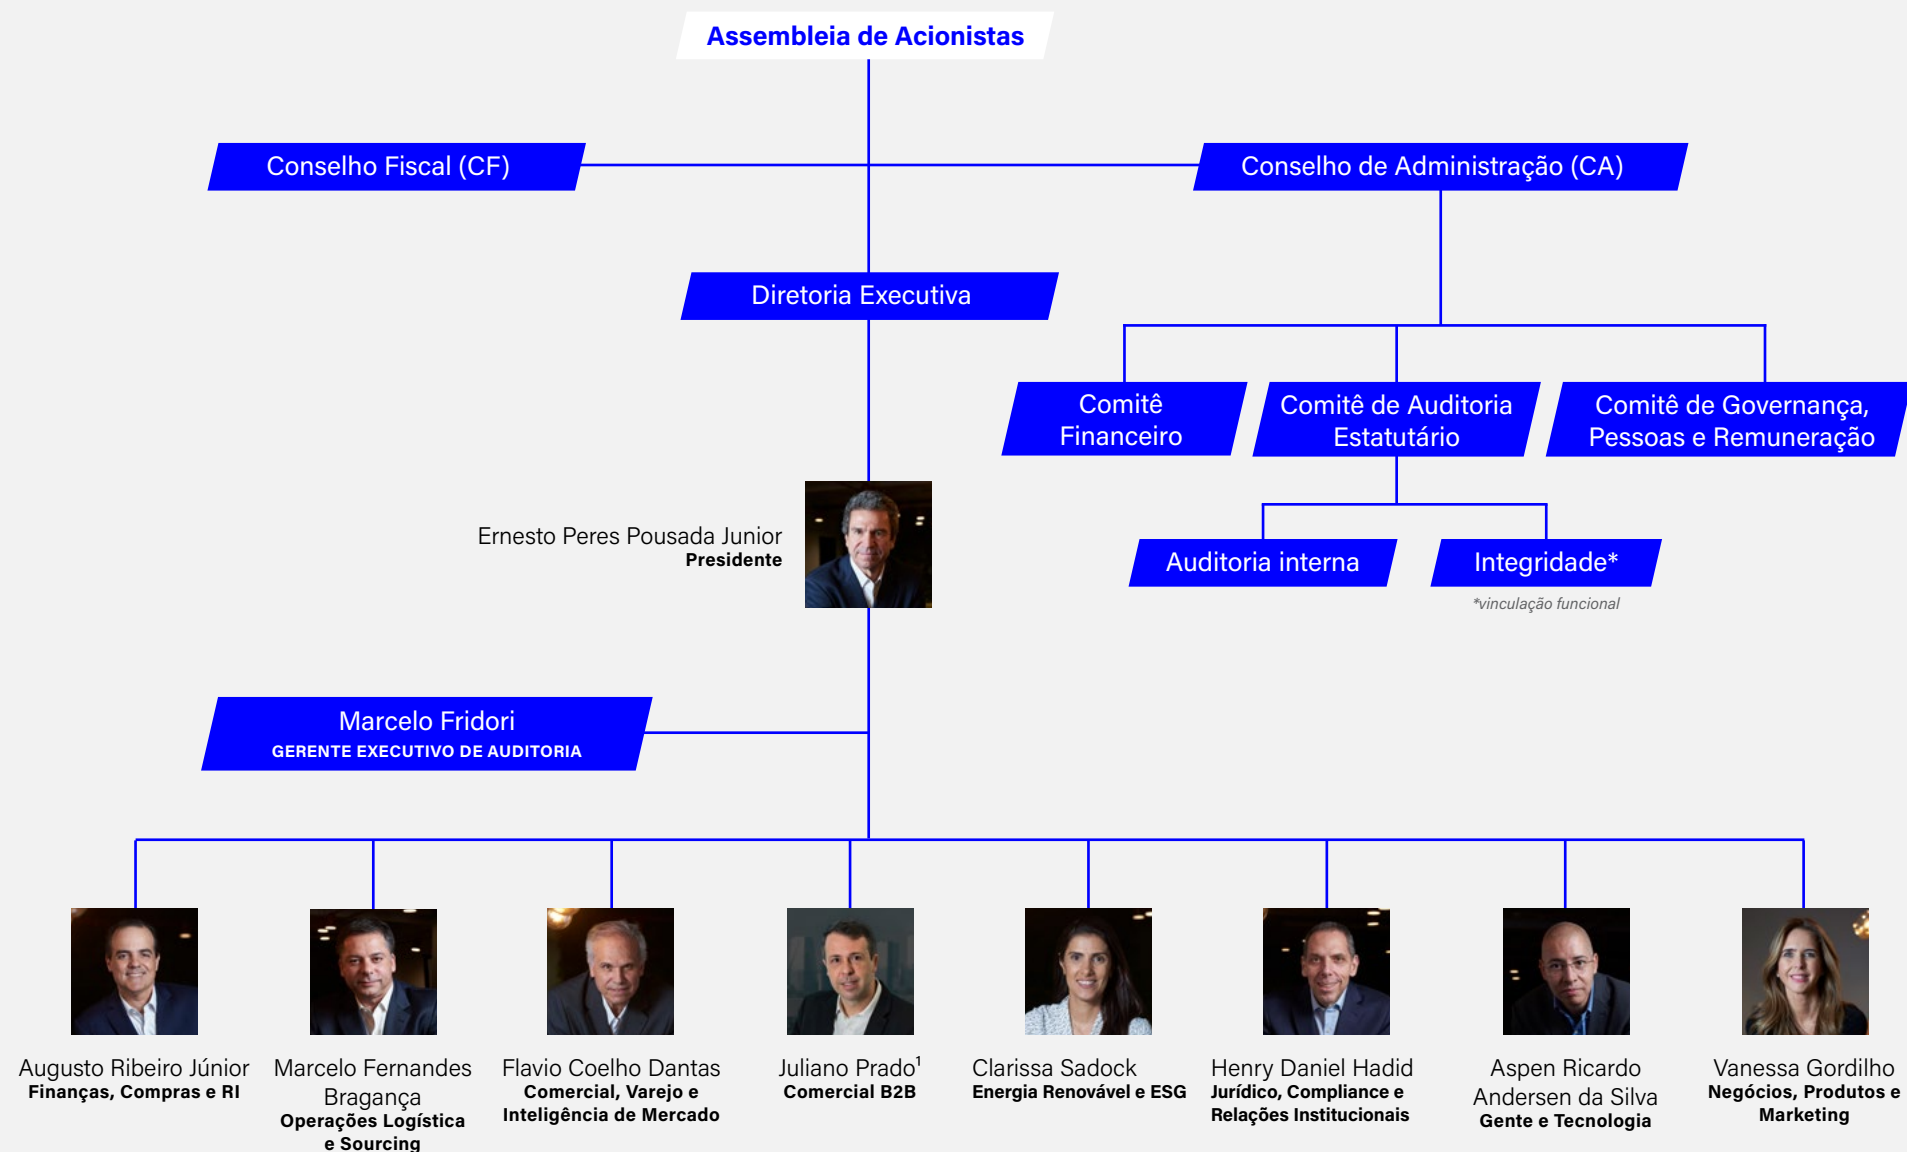 Assembleia de Acionistas
Conselho Fiscal (CF)
Conselho de Administração (CA)
Diretoria Executiva
Comitê
Financeiro
Comitê de Auditoria
Estatutário
Comitê de Governança,
Pessoas e Remuneração
Ernesto Peres Pousada Junior
Presidente
Auditoria interna
Integridade*
*vinculação funcional
Marcelo Fridori
GERENTE EXECUTIVO DE AUDITORIA
Augusto Ribeiro Júnior
Finanças, Compras e RI
Marcelo Fernandes
Bragança
Operações Logística
e Sourcing
Flavio Coelho Dantas
Comercial, Varejo e
Inteligência de Mercado
Juliano Prado¹
Comercial B2B
Clarissa Sadock
Energia Renovável e ESG
Henry Daniel Hadid
Jurídico, Compliance e
Relações Institucionais
Aspen Ricardo
Andersen da Silva
Gente e Tecnologia
Vanessa Gordilho
Negócios, Produtos e
Marketing